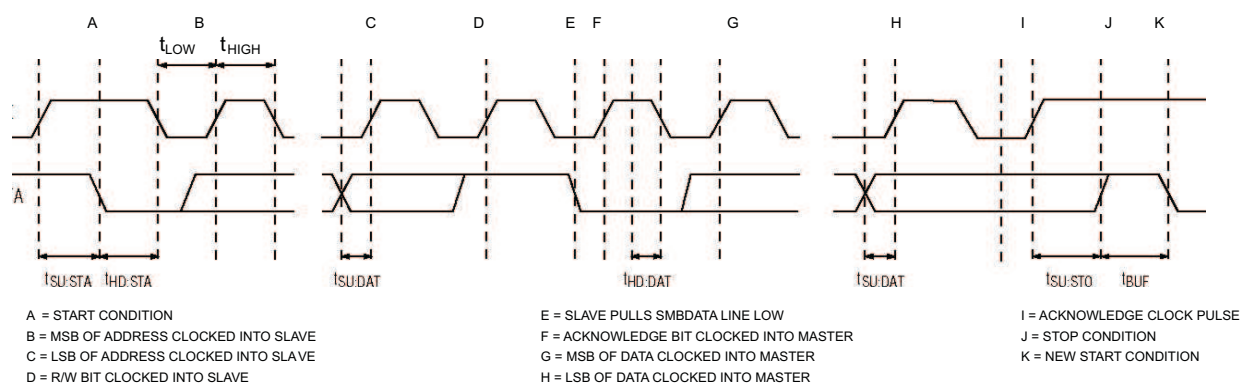 A B C D E F G H I J K
tLOW tHIGH
A
tSU:STA tHD:STA tSU:DAT tHD:DAT tSU:DAT tSU:STO tBUF
A = START CONDITION
B = MSB OF ADDRESS CLOCKED INTO SLAVE
C = LSB OF ADDRESS CLOCKED INTO SLAVE
D = R/W BIT CLOCKED INTO SLAVE
E = SLAVE PULLS SMBDATA LINE LOW
F = ACKNOWLEDGE BIT CLOCKED INTO MASTER
G = MSB OF DATA CLOCKED INTO MASTER
H = LSB OF DATA CLOCKED INTO MASTER
I = ACKNOWLEDGE CLOCK PULSE
J = STOP CONDITION
K = NEW START CONDITION